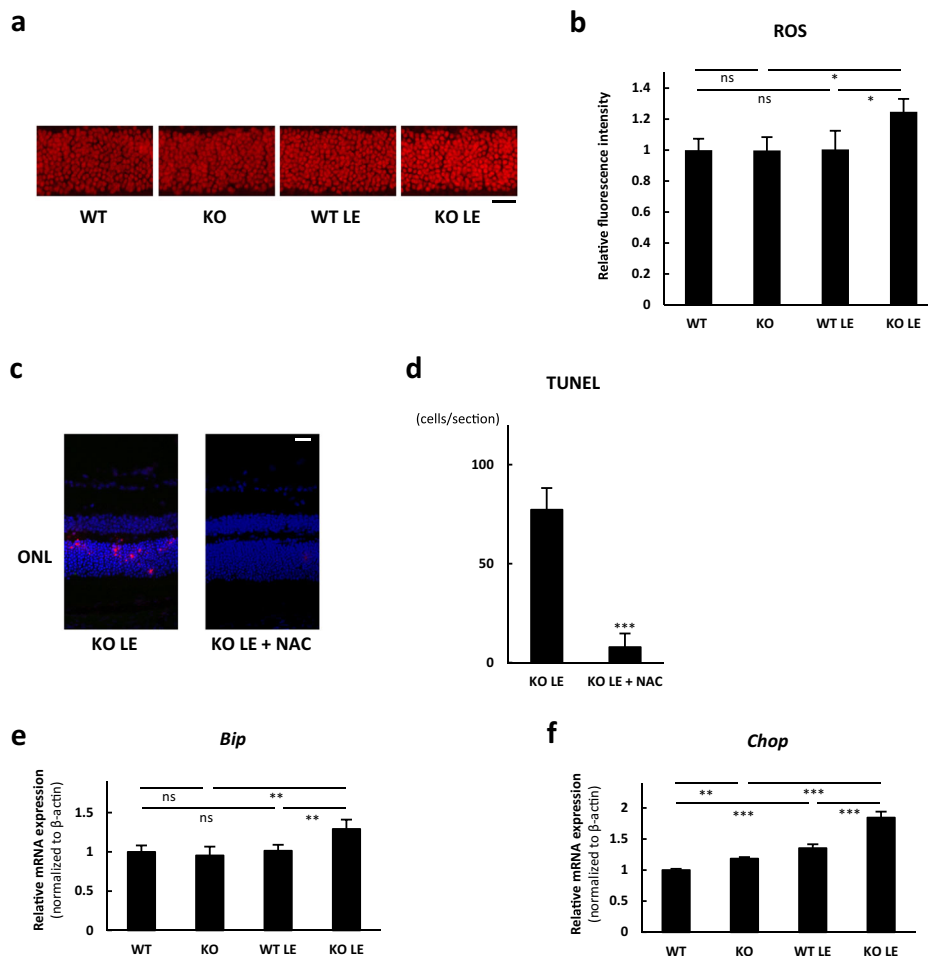 a
WT
KO
WT LE
KO LE
b
ROS
ns
*
ns
*
Relative fluorescence intensity
1.4
1.2
1
0.8
0.6
0.4
0.2
0
WT
KO
WT LE
KO LE
c
ONL
KO LE
KO LE + NAC
d
TUNEL
(cells/section)
100
50
0
***
KO LE
KO LE + NAC
e
Bip
ns
**
ns
**
Relative mRNA expression
(normalized to β-actin)
1.5
1
0.5
0
WT
KO
WT LE
KO LE
f
Chop
**
***
***
***
Relative mRNA expression
(normalized to β-actin)
2
1.5
1
0.5
0
WT
KO
WT LE
KO LE